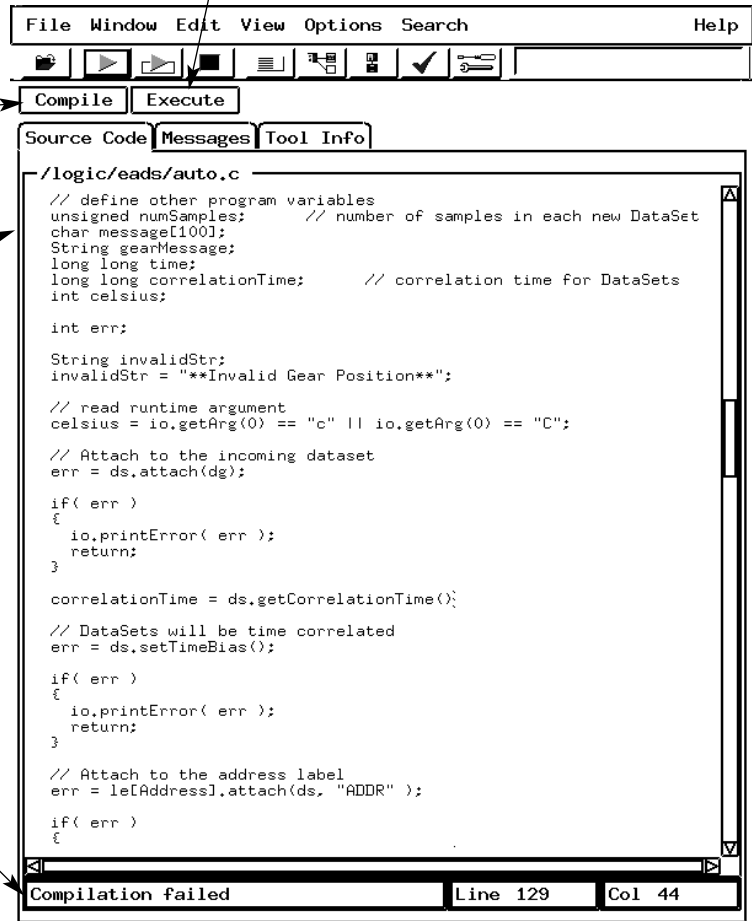 File Window Edit View Options Search Help
Compile Execute
Source Code Messages Tool Info
/logic/eads/auto.c
// define other program variables
unsigned numSamples; // number of samples in each new DataSet
char message[100];
String gearMessage;
long long time;
long long correlationTime; // correlation time for DataSets
int celsius;
int err;
String invalidStr;
invalidStr = "**Invalid Gear Position**";
// read runtime argument
celsius = io.getArg(0) == "c" || io.getArg(0) == "C";
// Attach to the incoming dataset
err = ds.attach(dg);
if( err )
{
io.printError( err );
return;
}
correlationTime = ds.getCorrelationTime();
// DataSets will be time correlated
err = ds.setTimeBias();
if( err )
{
io.printError( err );
return;
}
// Attach to the address label
err = le[Address].attach(ds, "ADDR" );
if( err )
{
Compilation failed Line 129 Col 44